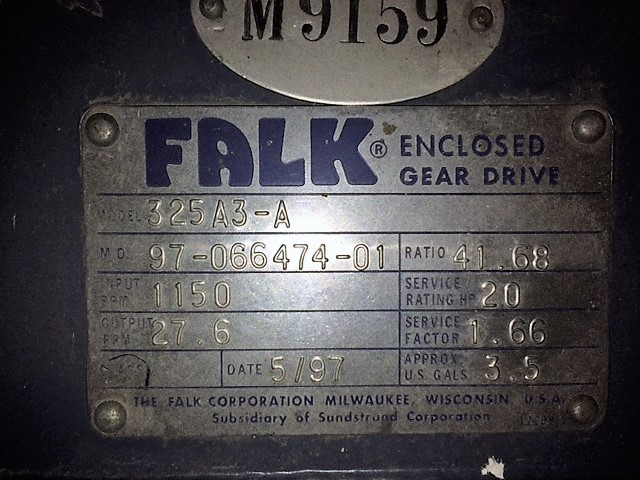 M9159
FALK® ENCLOSED
GEAR DRIVE
MODEL 325A3-A
M.O. 97-066474-01 RATIO 41.68
INPUT RPM 1150 SERVICE RATING HP 20
OUTPUT RPM 27.6 SERVICE FACTOR 1.66
CLASS DATE 5/97 APPROX. U.S. GALS 3.5
THE FALK CORPORATION MILWAUKEE, WISCONSIN, U.S.A.
Subsidiary of Sundstrand Corporation